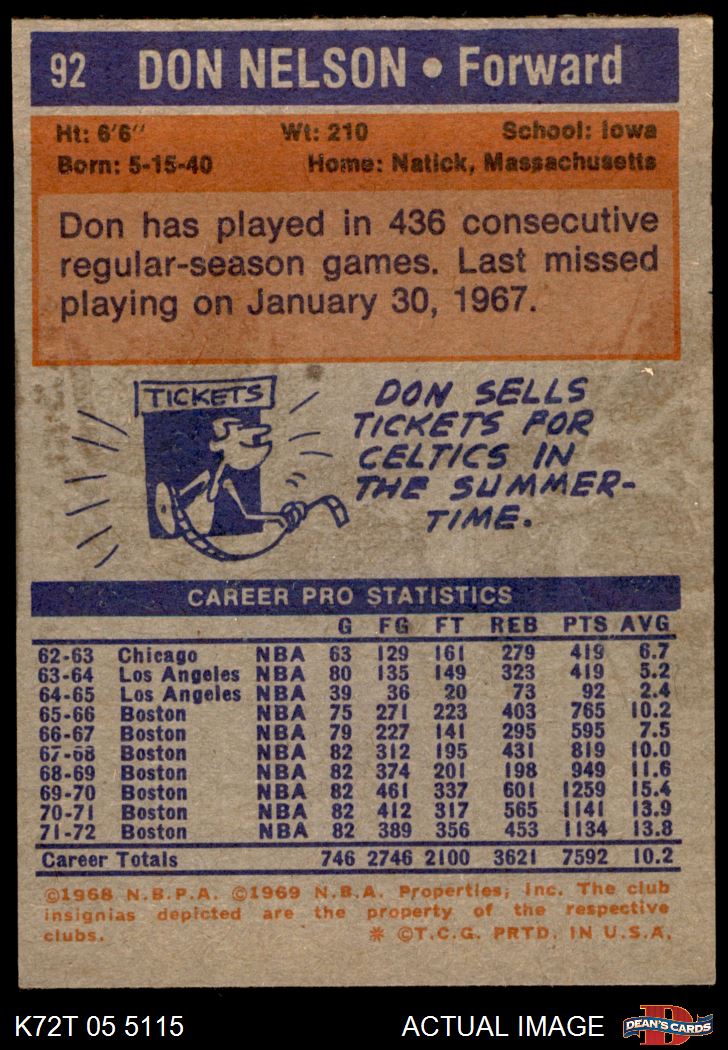 92 DON NELSON • Forward
Ht: 6'6" Wt: 210 School: Iowa
Born: 5-15-40 Home: Natick, Massachusetts
Don has played in 436 consecutive
regular-season games. Last missed
playing on January 30, 1967.
TICKETS
DON SELLS
TICKETS FOR
CELTICS IN
THE SUMMER-
TIME.
CAREER PRO STATISTICS
G FG FT REB PTS AVG
62-63 Chicago NBA 63 129 161 279 419 6.7
63-64 Los Angeles NBA 80 135 149 323 419 5.2
64-65 Los Angeles NBA 39 36 20 73 92 2.4
65-66 Boston NBA 75 271 223 403 765 10.2
66-67 Boston NBA 79 227 141 295 595 7.5
67-68 Boston NBA 82 312 195 431 819 10.0
68-69 Boston NBA 82 374 201 198 949 11.6
69-70 Boston NBA 82 461 337 601 1259 15.4
70-71 Boston NBA 82 412 317 565 1141 13.9
71-72 Boston NBA 82 389 356 453 1134 13.8
Career Totals 746 2746 2100 3621 7592 10.2
©1968 N.B.P.A. ©1969 N.B.A. Properties, Inc. The club
insignias depicted are the property of the respective
clubs. * ©T.C.G. PRTD. IN U.S.A.
K72T 05 5115 ACTUAL IMAGE D DEAN'S CARDS